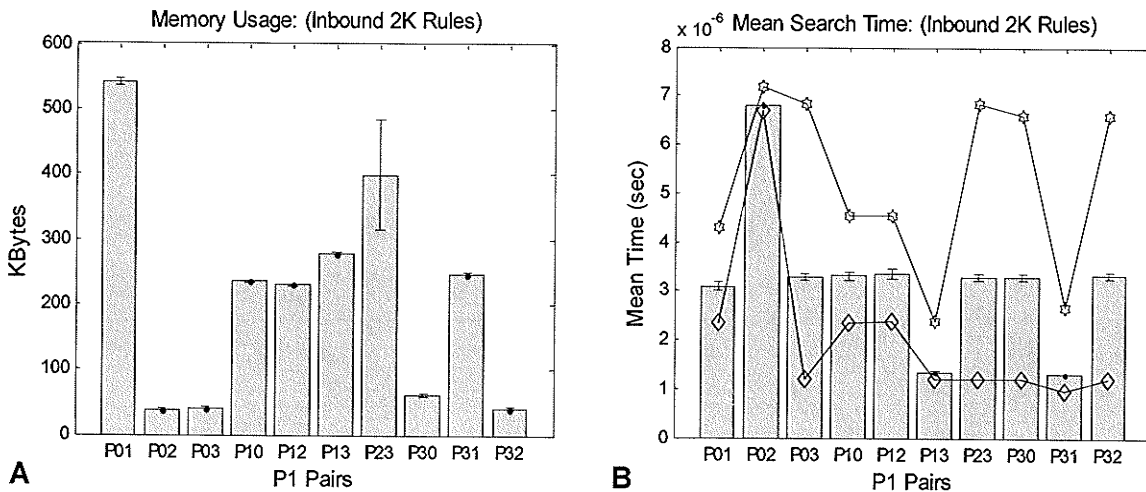 Memory Usage: (Inbound 2K Rules)
600
500
400
300
200
100
0
KBytes
P01 P02 P03 P10 P12 P13 P23 P30 P31 P32
P1 Pairs
A
x 10^-6
Mean Search Time: (Inbound 2K Rules)
8
7
6
5
4
3
2
1
0
Mean Time (sec)
P01 P02 P03 P10 P12 P13 P23 P30 P31 P32
P1 Pairs
B